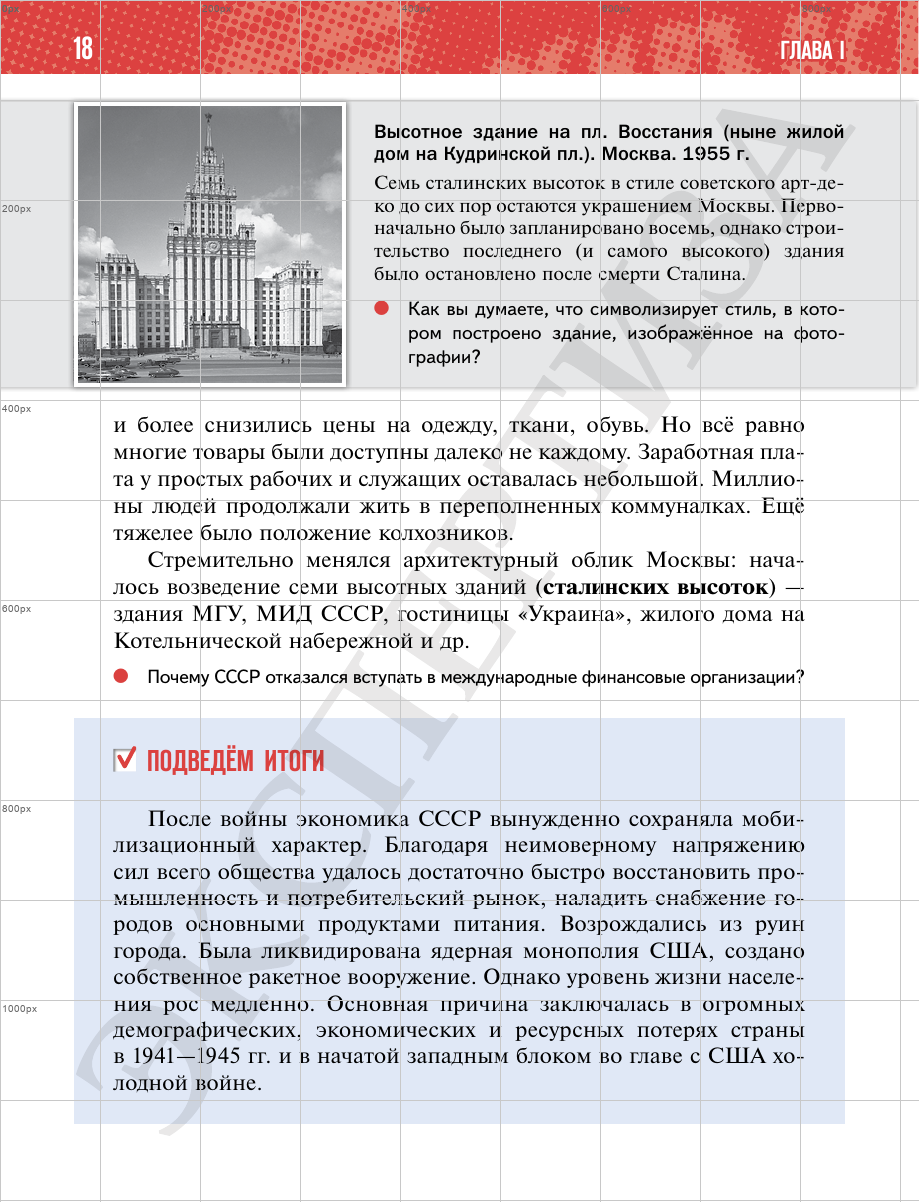 18
ГЛАВА I
Высотное здание на пл. Восстания (ныне жилой
дом на Кудринской пл.). Москва. 1955 г.
Семь сталинских высоток в стиле советского арт-де-
ко до сих пор остаются украшением Москвы. Перво-
начально было запланировано восемь, однако строи-
тельство последнего (и самого высокого) здания
было остановлено после смерти Сталина.
Как вы думаете, что символизирует стиль, в кото-
ром построено здание, изображённое на фото-
графии?
400px
и более снизились цены на одежду, ткани, обувь. Но всё равно
многие товары были доступны далеко не каждому. Заработная пла-
та у простых рабочих и служащих оставалась небольшой. Миллио-
ны людей продолжали жить в переполненных коммуналках. Ещё
тяжелее было положение колхозников.
Стремительно менялся архитектурный облик Москвы: нача-
лось возведение семи высотных зданий (сталинских высоток) —
здания МГУ, МИД СССР, гостиницы «Украина», жилого дома на
Котельнической набережной и др.
Почему СССР отказался вступать в международные финансовые организации?
ПОДВЕДЁМ ИТОГИ
После войны экономика СССР вынужденно сохраняла моби-
лизационный характер. Благодаря неимоверному напряжению
сил всего общества удалось достаточно быстро восстановить про-
мышленность и потребительский рынок, наладить снабжение го-
родов основными продуктами питания. Возрождались из руин
города. Была ликвидирована ядерная монополия США, создано
собственное ракетное вооружение. Однако уровень жизни населе-
ния рос медленно. Основная причина заключалась в огромных
демографических, экономических и ресурсных потерях страны
в 1941—1945 гг. и в начатой западным блоком во главе с США хо-
лодной войне.
ЭКСПЕРТИЗА
200px
600px
800px
1000px